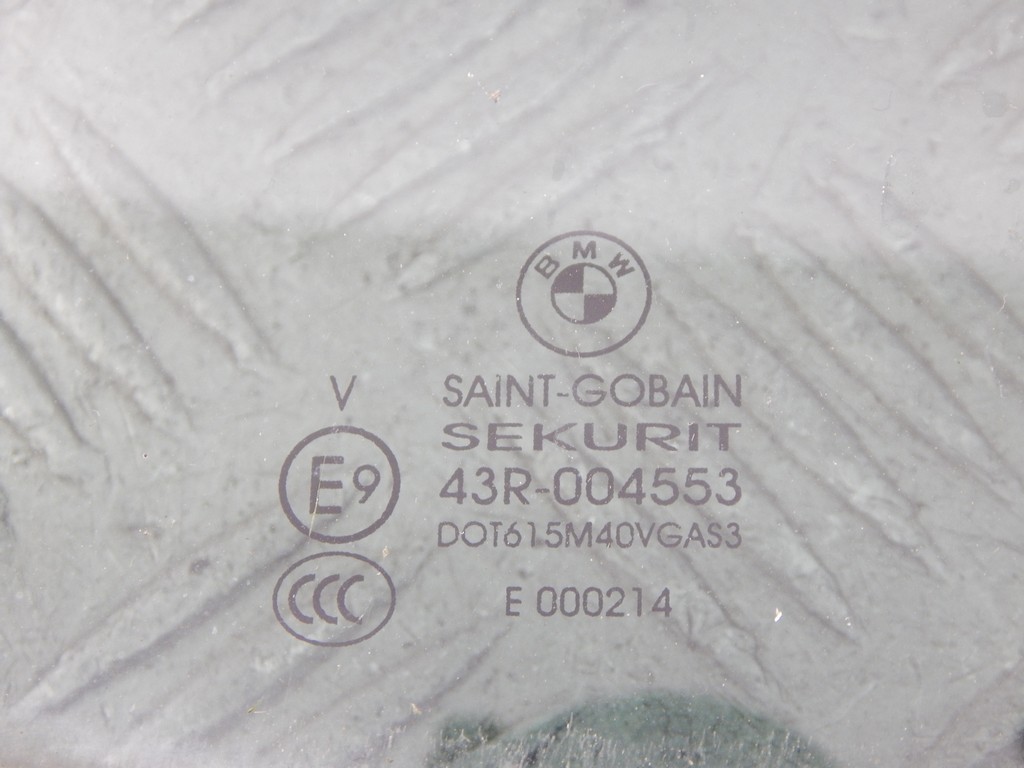 BMW
V SAINT-GOBAIN
SEKURIT
E9 43R-004553
DOT615M40VGAS3
CCC E 000214